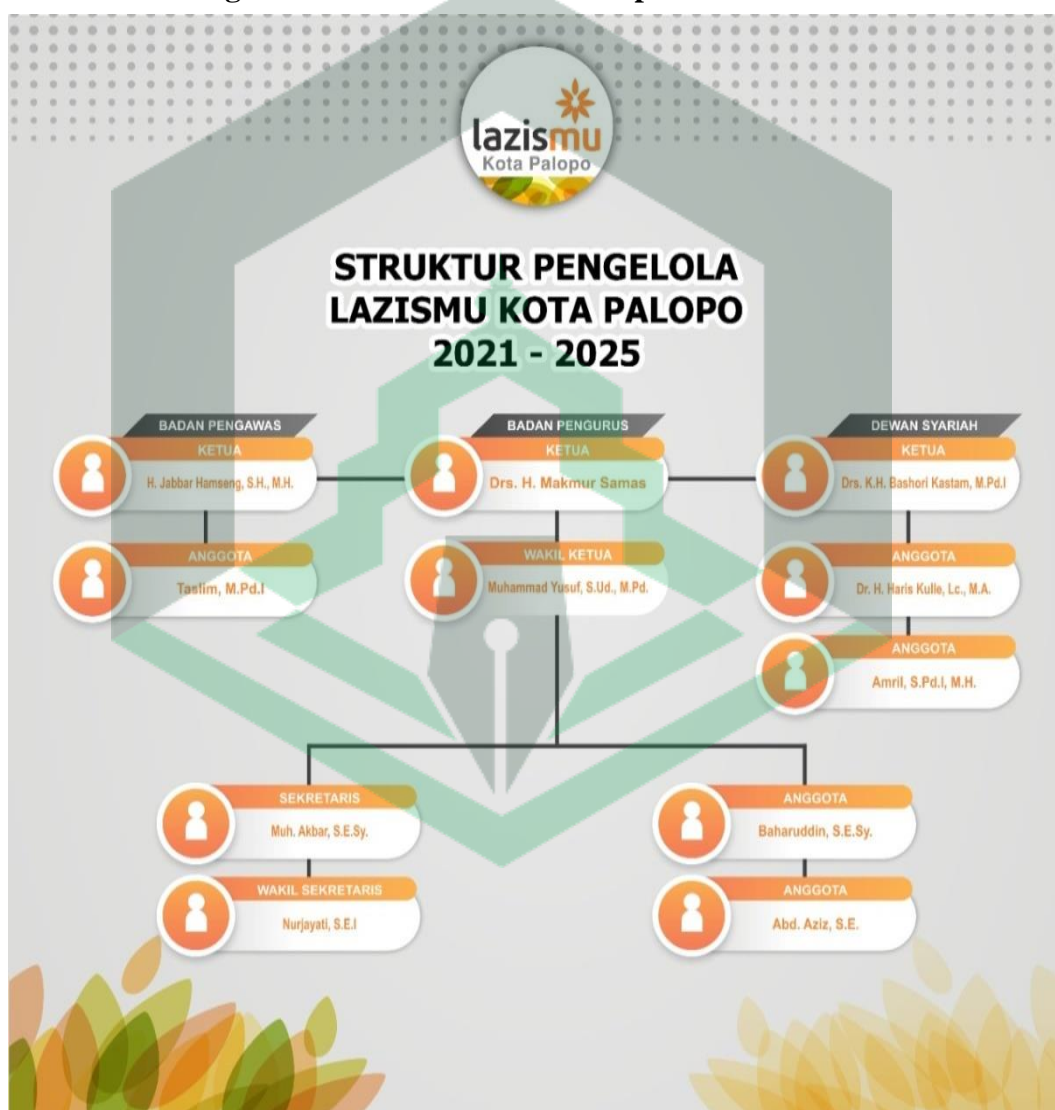 lazismu
Kota Palopo
STRUKTUR PENGELOLA
LAZISMU KOTA PALOPO
2021 - 2025
BADAN PENGAWAS
KETUA
H. Jabbar Hamseng, S.H., M.H.
ANGGOTA
Taslim, M.Pd.I
BADAN PENGURUS
KETUA
Drs. H. Makmur Samas
WAKIL KETUA
Muhammad Yusuf, S.Ud., M.Pd.
DEWAN SYARIAH
KETUA
Drs. K.H. Bashori Kastam, M.Pd.I
ANGGOTA
Dr. H. Haris Kulle, Lc., M.A.
ANGGOTA
Amril, S.Pd.I, M.H.
SEKRETARIS
Muh. Akbar, S.E.Sy.
WAKIL SEKRETARIS
Nurjayati, S.E.I
ANGGOTA
Baharuddin, S.E.Sy.
ANGGOTA
Abd. Aziz, S.E.